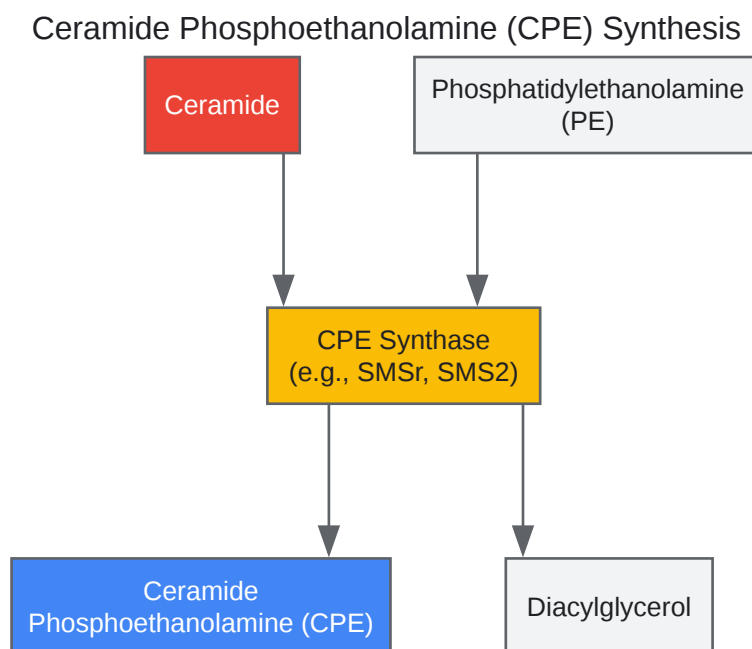 Ceramide Phosphoethanolamine (CPE) Synthesis
Ceramide
Phosphatidylethanolamine
(PE)
CPE Synthase
(e.g., SMSr, SMS2)
Ceramide
Phosphoethanolamine (CPE)
Diacylglycerol